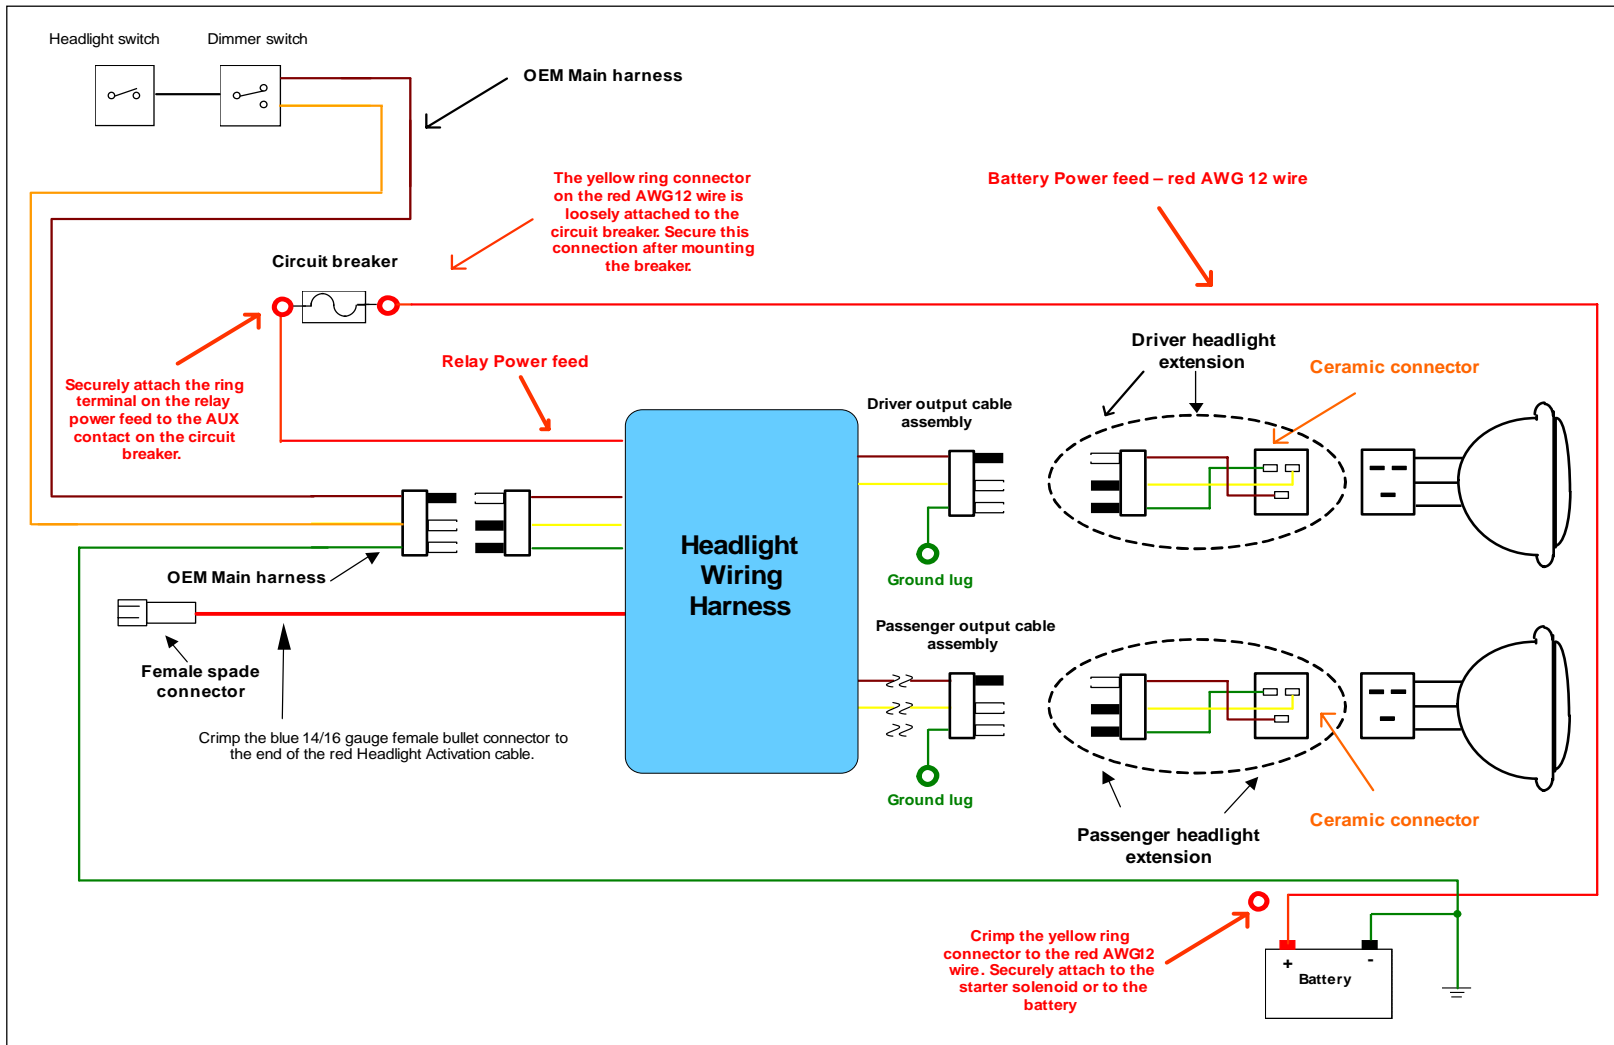 Headlight switch
Dimmer switch
OEM Main harness
The yellow ring connector
on the red AWG12 wire is
loosely attached to the
circuit breaker. Secure this
connection after mounting
the breaker.
Battery Power feed – red AWG 12 wire
Circuit breaker
Securely attach the ring
terminal on the relay
power feed to the AUX
contact on the circuit
breaker.
Relay Power feed
Driver headlight
extension
Ceramic connector
Driver output cable
assembly
Headlight
Wiring
Harness
Ground lug
OEM Main harness
Female spade
connector
Crimp the blue 14/16 gauge female bullet connector to
the end of the red Headlight Activation cable.
Passenger output cable
assembly
Ground lug
Passenger headlight
extension
Ceramic connector
Crimp the yellow ring
connector to the red AWG12
wire. Securely attach to the
starter solenoid or to the
battery
+
-
Battery